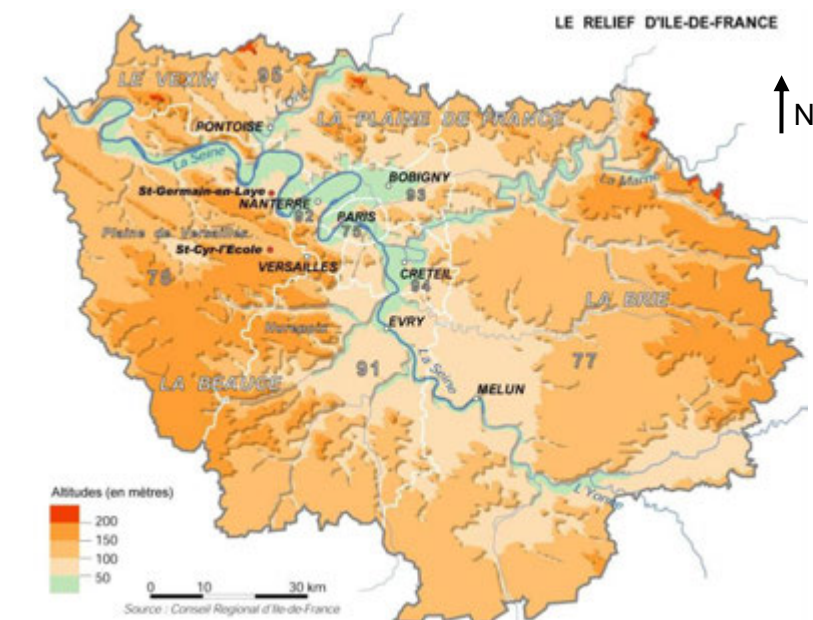 LE RELIEF D'ILE-DE-FRANCE
N
LE VEXIN
95
PONTOISE
LA PLAINE DE FRANCE
La Seine
St-Germain-en-Laye
NANTERRE
92
BOBIGNY
93
La Marne
PARIS
75
Plaine de Versailles
St-Cyr-l'Ecole
VERSAILLES
78
CRETEIL
94
LA BRIE
Hurepoix
EVRY
LA BEAUCE
91
La Seine
77
MELUN
L'Yonne
Altitudes (en mètres)
200
150
100
50
0 10 30 km
Source : Conseil Regional d'Ile-de-France